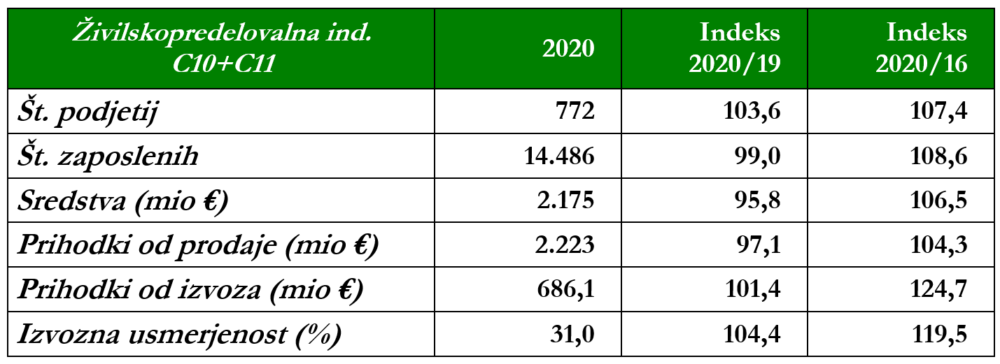 Živilskopredelovalna ind.
C10+C11
2020
Indeks
2020/19
Indeks
2020/16
Št. podjetij 772 103,6 107,4
Št. zaposlenih 14.486 99,0 108,6
Sredstva (mio €) 2.175 95,8 106,5
Prihodki od prodaje (mio €) 2.223 97,1 104,3
Prihodki od izvoza (mio €) 686,1 101,4 124,7
Izvozna usmerjenost (%) 31,0 104,4 119,5